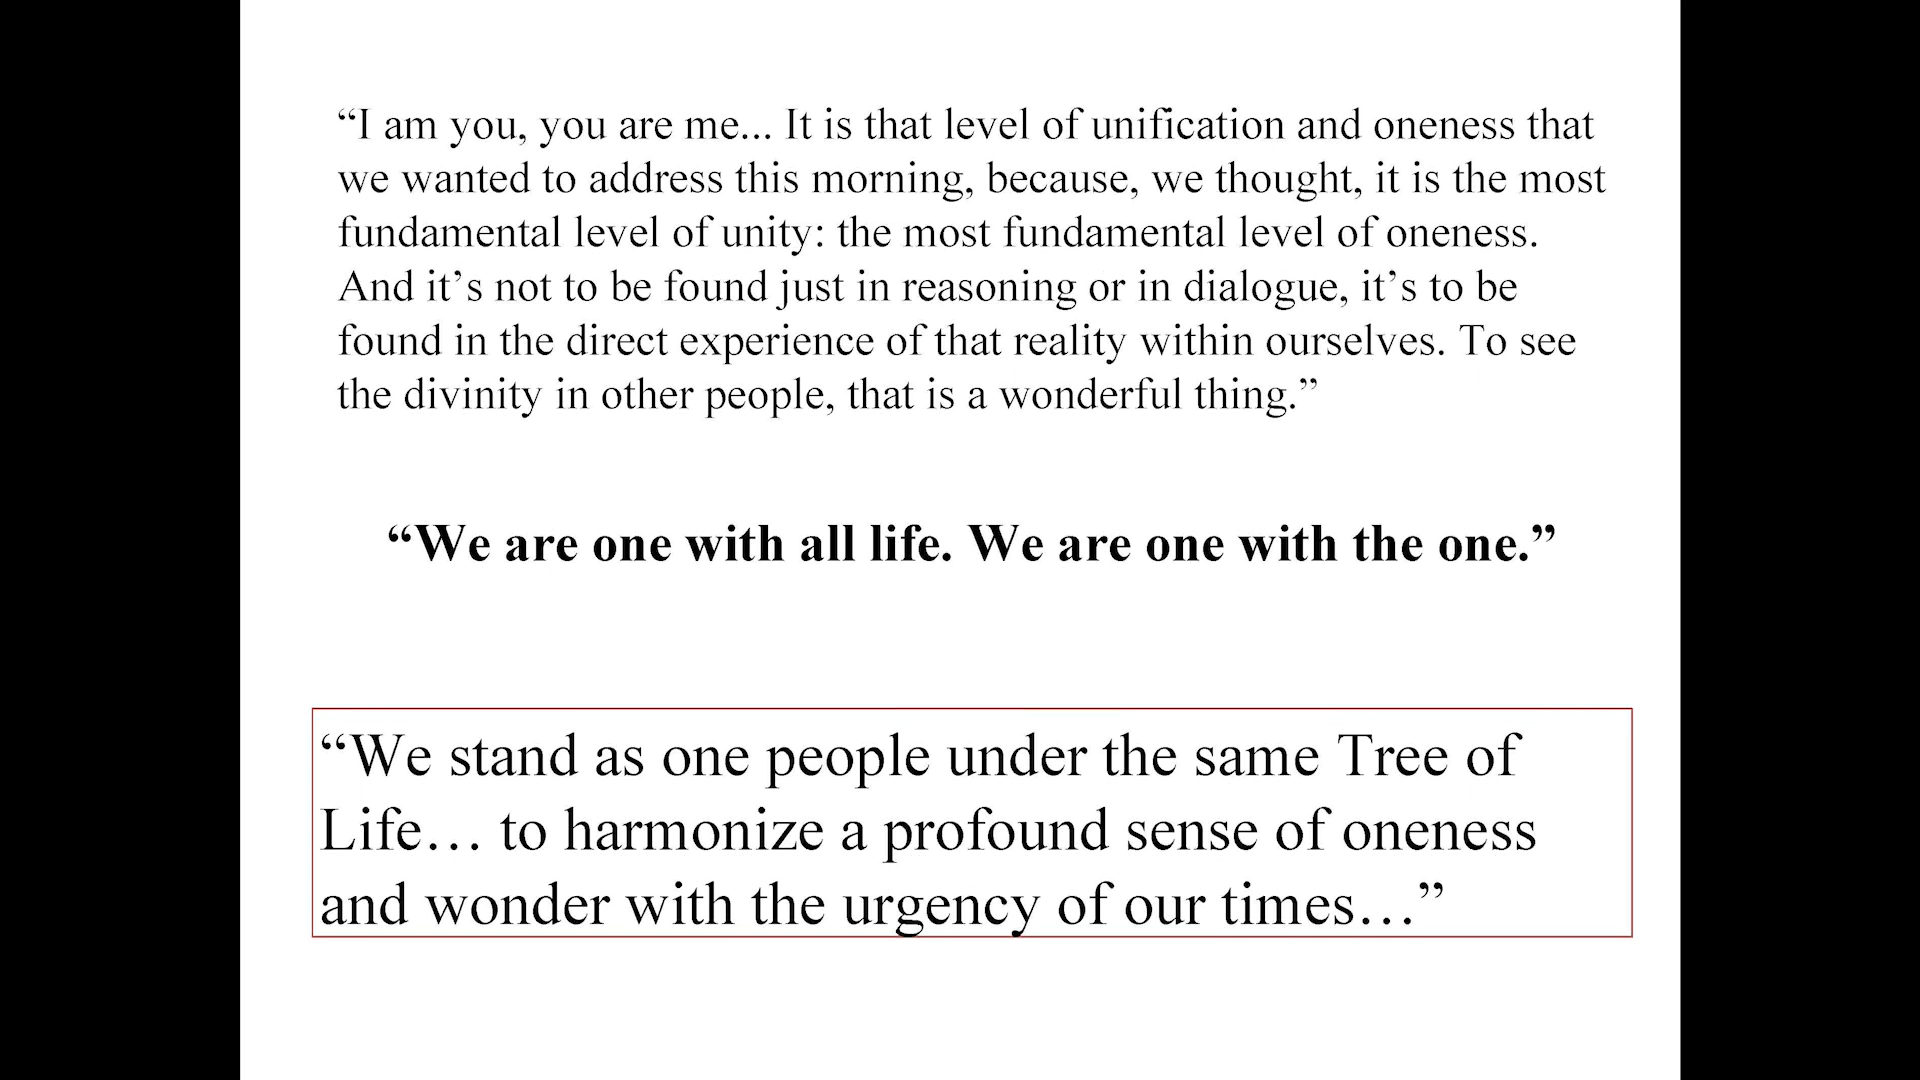 “I am you, you are me... It is that level of unification and oneness that
we wanted to address this morning, because, we thought, it is the most
fundamental level of unity: the most fundamental level of oneness.
And it’s not to be found just in reasoning or in dialogue, it’s to be
found in the direct experience of that reality within ourselves. To see
the divinity in other people, that is a wonderful thing.”
“We are one with all life. We are one with the one.”
“We stand as one people under the same Tree of
Life… to harmonize a profound sense of oneness
and wonder with the urgency of our times…”